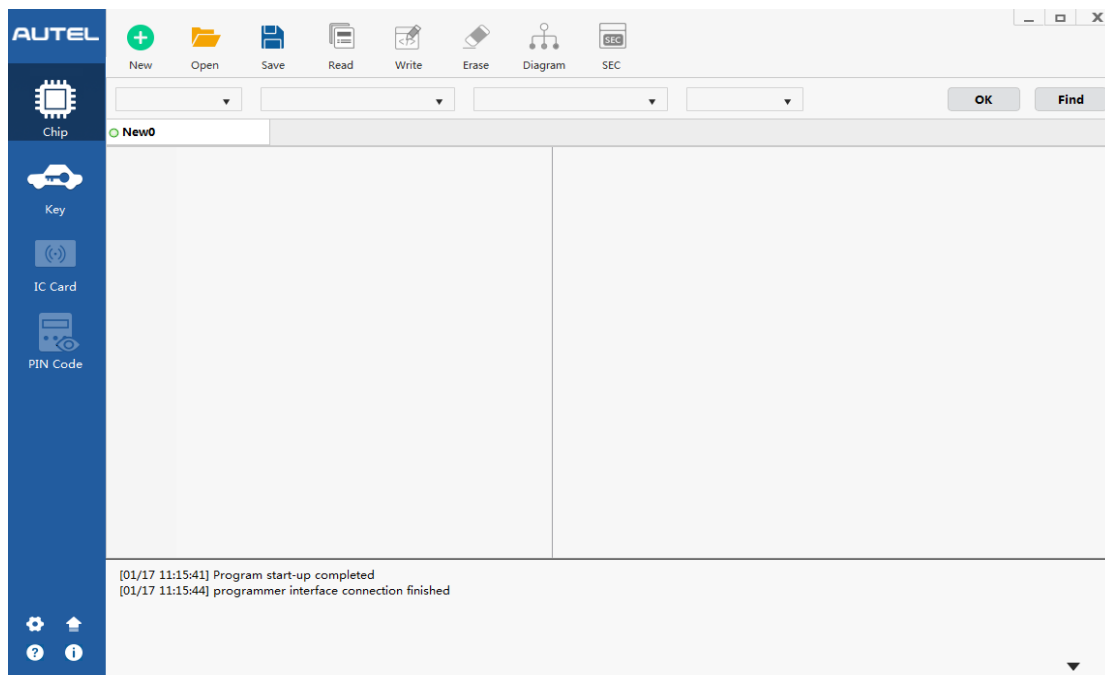 AUTEL
New Open Save Read Write Erase Diagram SEC
SEC
OK Find
Chip
New0
Key
IC Card
PIN Code
[01/17 11:15:41] Program start-up completed
[01/17 11:15:44] programmer interface connection finished